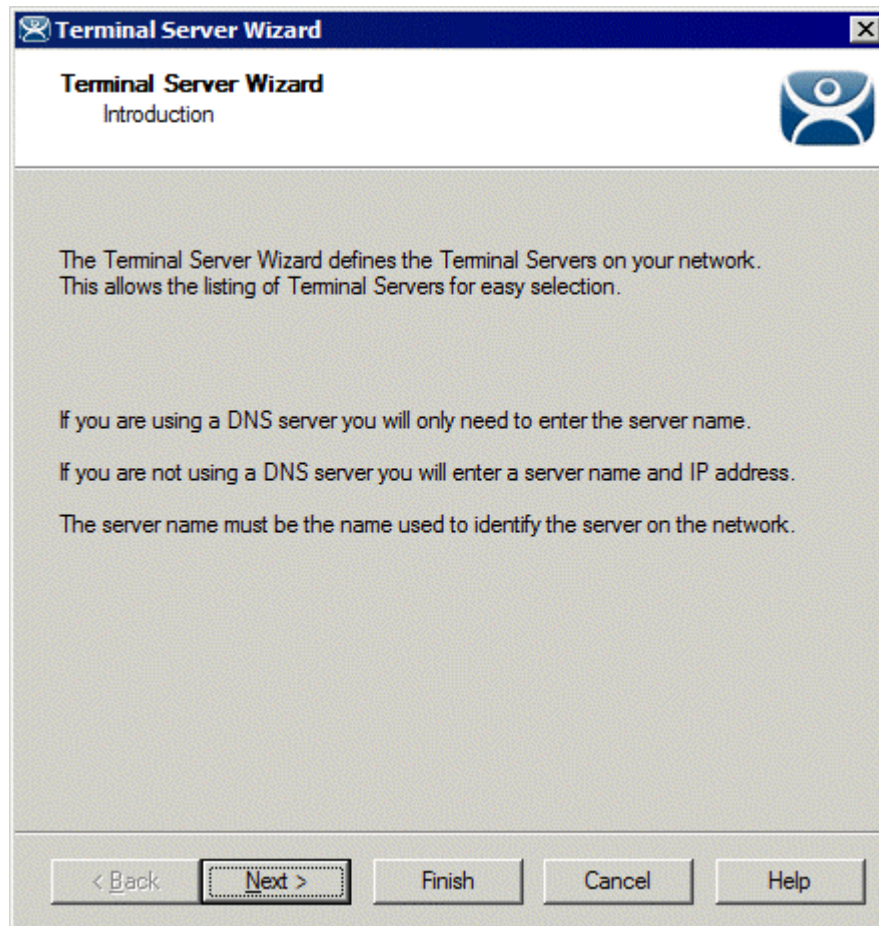 Terminal Server Wizard
Terminal Server Wizard
Introduction
The Terminal Server Wizard defines the Terminal Servers on your network.
This allows the listing of Terminal Servers for easy selection.
If you are using a DNS server you will only need to enter the server name.
If you are not using a DNS server you will enter a server name and IP address.
The server name must be the name used to identify the server on the network.
< Back Next > Finish Cancel Help